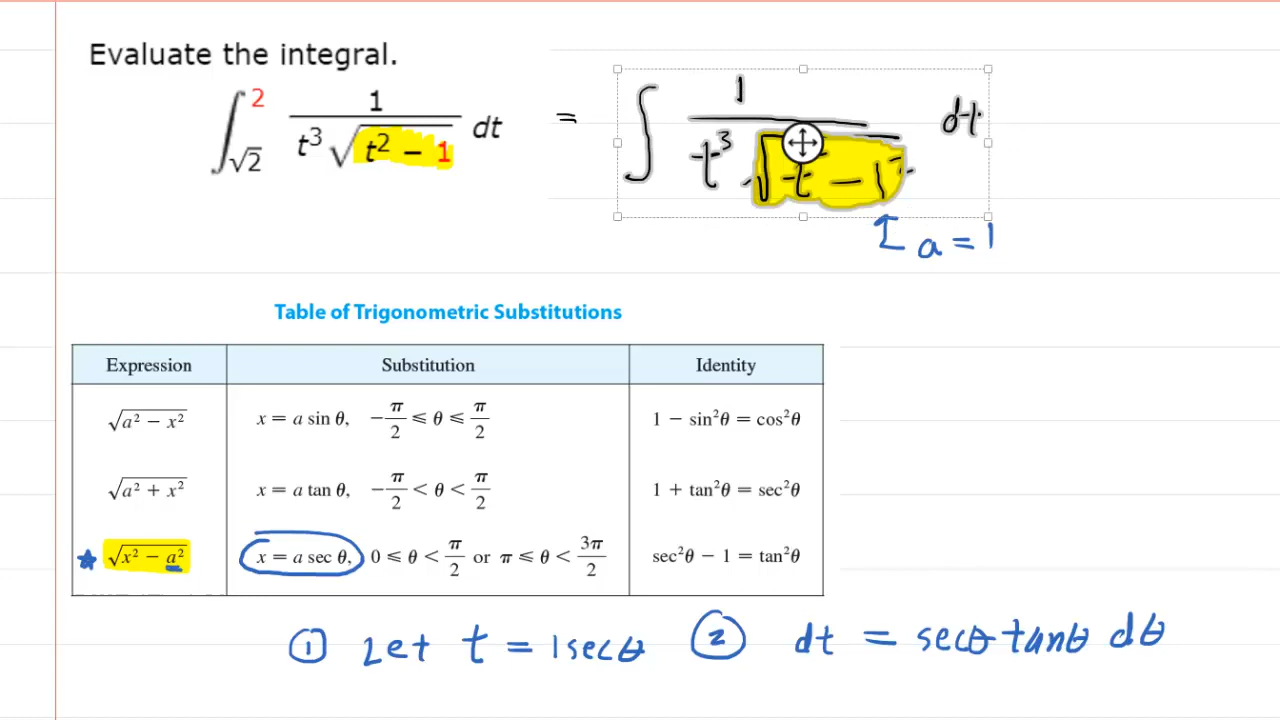 Evaluate the integral.
∫_{√2}^{2} 1/(t³√(t² − 1)) dt = ∫ 1/(t³√(t² − 1²)) dt
a = 1
Table of Trigonometric Substitutions
Expression Substitution Identity
√(a² − x²) x = a sin θ, −π/2 ⩽ θ ⩽ π/2 1 − sin²θ = cos²θ
√(a² + x²) x = a tan θ, −π/2 < θ < π/2 1 + tan²θ = sec²θ
√(x² − a²) x = a sec θ, 0 ⩽ θ < π/2 or π ⩽ θ < 3π/2 sec²θ − 1 = tan²θ
① Let t = 1 sec θ ② dt = secθ tanθ dθ